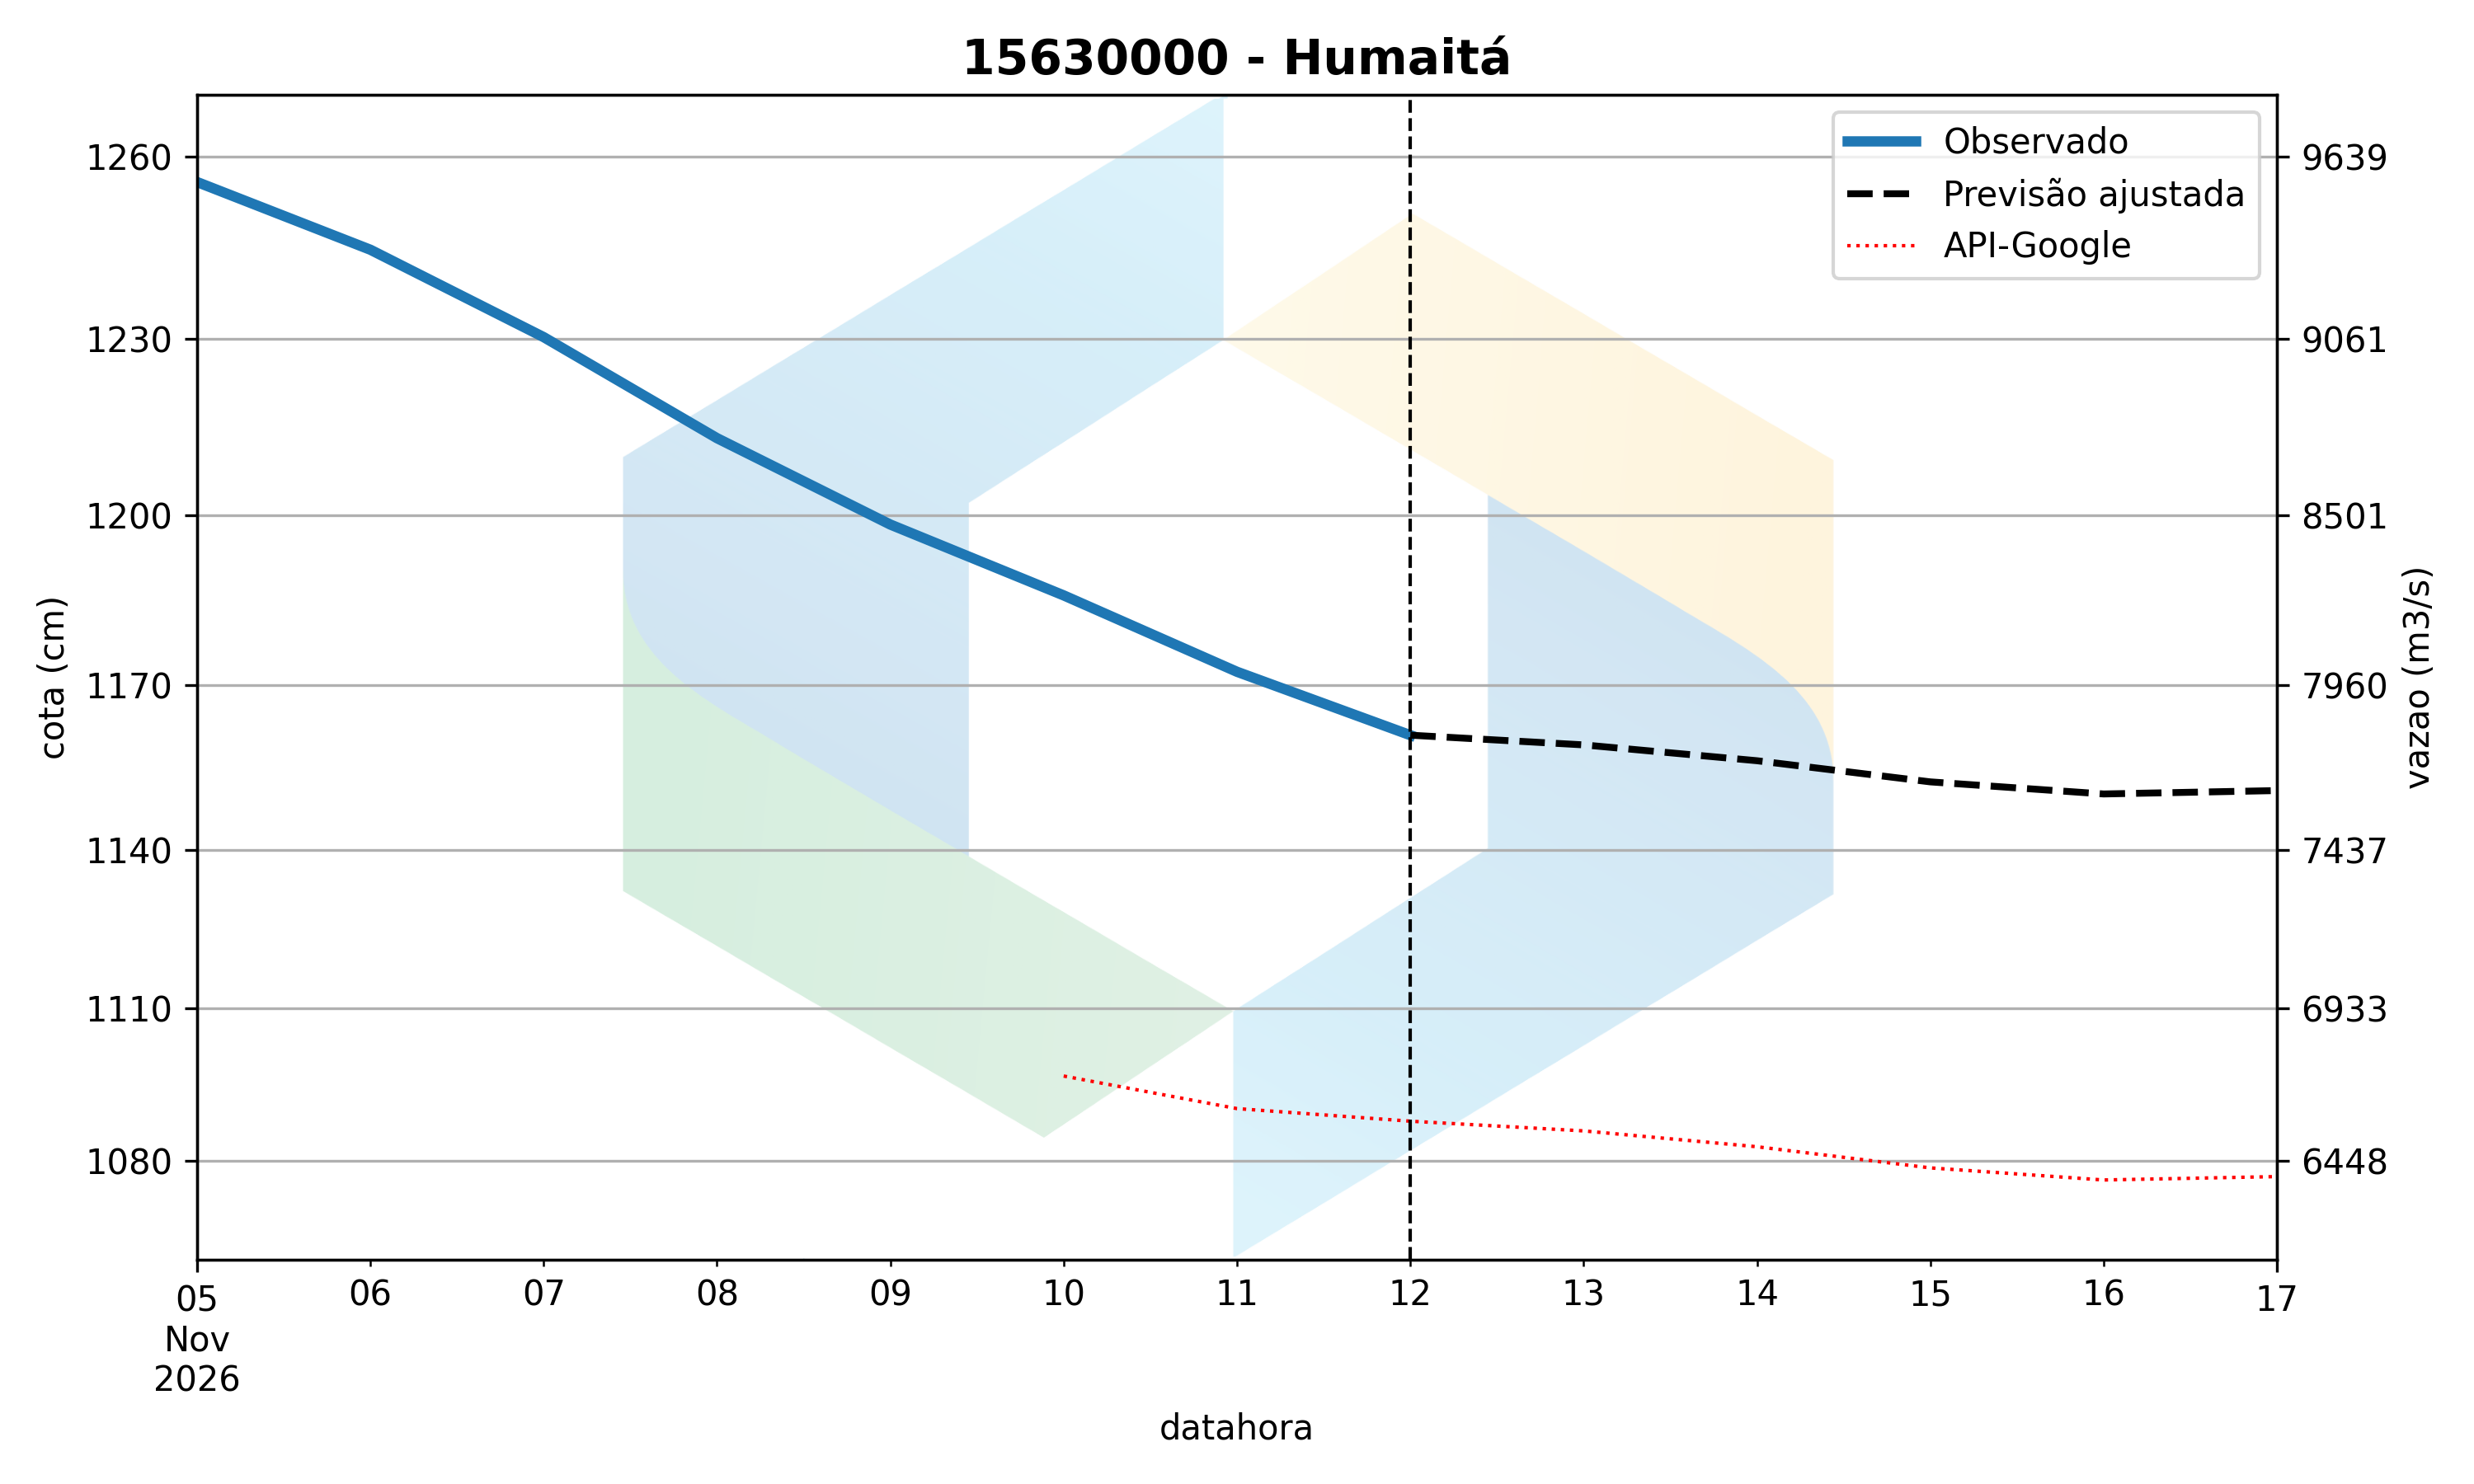 15630000 - Humaitá
Observado
Previsão ajustada
API-Google
cota (cm)
1260
1230
1200
1170
1140
1110
1080
9639
9061
8501
7960
7437
6933
6448
vazao (m3/s)
05 06 07 08 09 10 11 12 13 14 15 16 17
Nov
2026
datahora